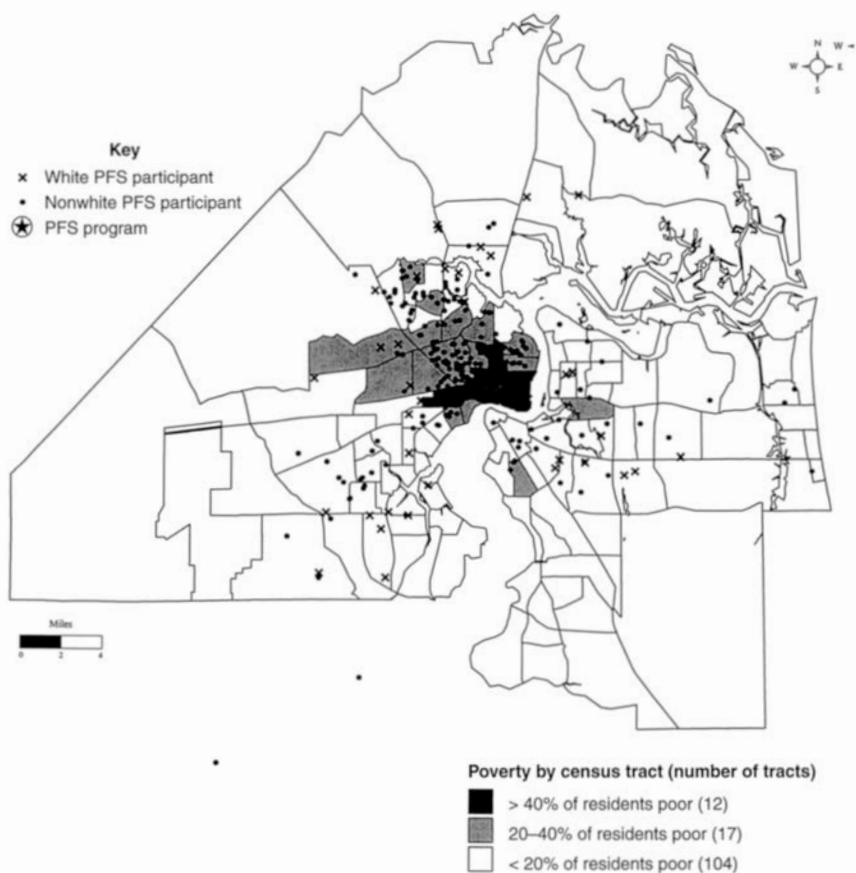 N
W
W
E
S
Key
White PFS participant
Nonwhite PFS participant
PFS program
Miles
0 2 4
Poverty by census tract (number of tracts)
> 40% of residents poor (12)
20–40% of residents poor (17)
< 20% of residents poor (104)